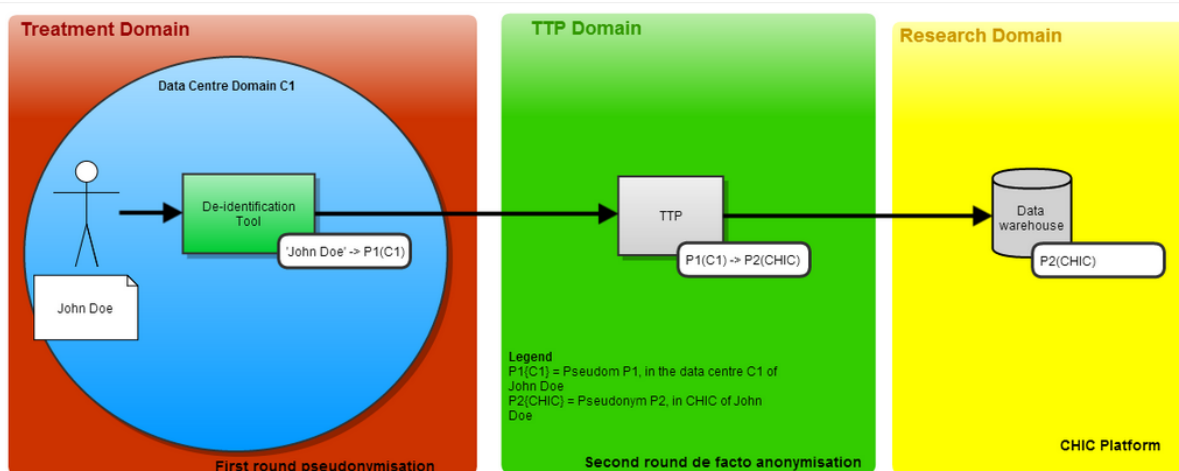 Treatment Domain
Data Centre Domain C1
De-identification
Tool
'John Doe' -> P1(C1)
John Doe
First round pseudonymisation
TTP Domain
TTP
P1(C1) -> P2(CHIC)
Legend
P1{C1} = Pseudom P1, in the data centre C1 of
John Doe
P2{CHIC} = Pseudonym P2, in CHIC of John
Doe
Second round de facto anonymisation
Research Domain
Data
warehouse
P2(CHIC)
CHIC Platform